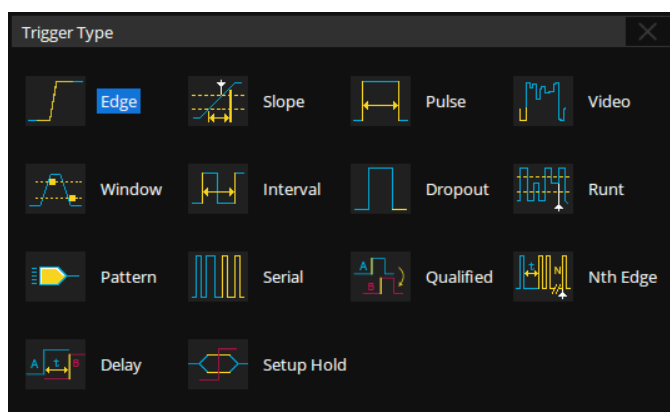 Trigger Type
Edge Slope Pulse Video
Window Interval Dropout Runt
Pattern Serial A B Qualified t N Nth Edge
A t B Delay Setup Hold